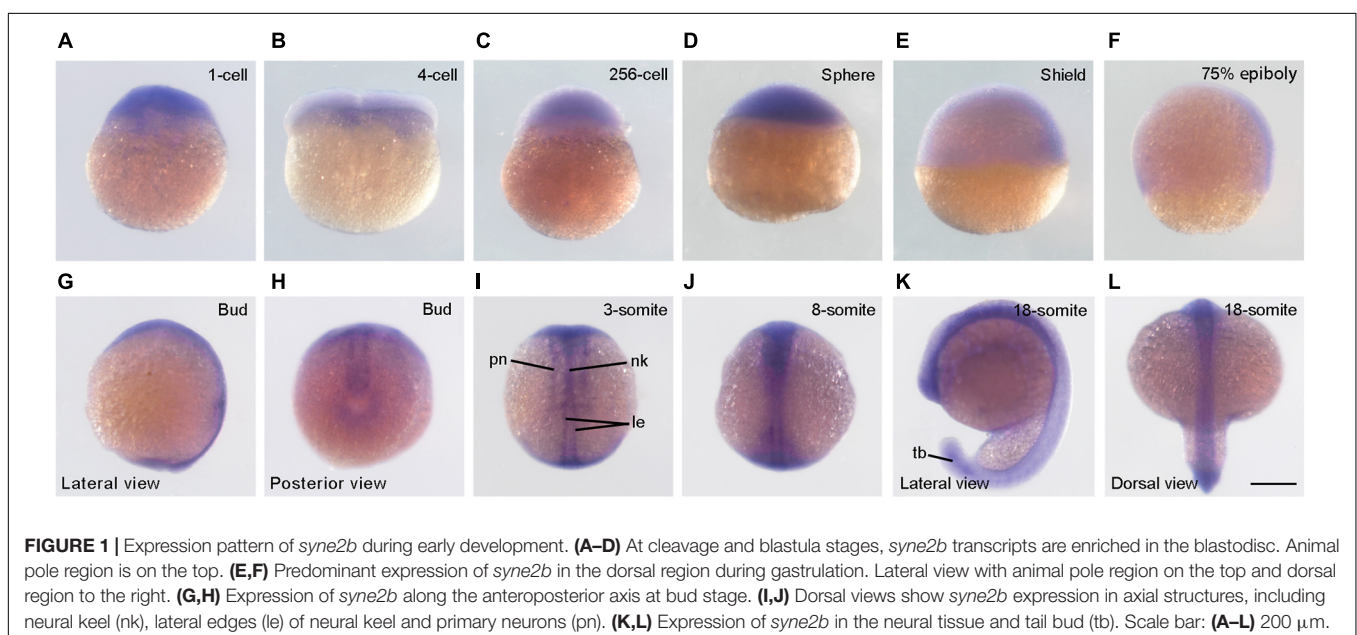 A B C D E F
1-cell 4-cell 256-cell Sphere Shield 75% epiboly
G H I J K L
Bud Bud 3-somite 8-somite 18-somite 18-somite
pn nk
le
tb
Lateral view Posterior view Lateral view Dorsal view
FIGURE 1 | Expression pattern of syne2b during early development. (A–D) At cleavage and blastula stages, syne2b transcripts are enriched in the blastodisc. Animal
pole region is on the top. (E,F) Predominant expression of syne2b in the dorsal region during gastrulation. Lateral view with animal pole region on the top and dorsal
region to the right. (G,H) Expression of syne2b along the anteroposterior axis at bud stage. (I,J) Dorsal views show syne2b expression in axial structures, including
neural keel (nk), lateral edges (le) of neural keel and primary neurons (pn). (K,L) Expression of syne2b in the neural tissue and tail bud (tb). Scale bar: (A–L) 200 μm.